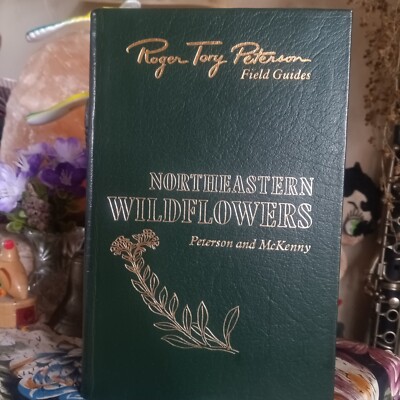 Roger Tory Peterson
Field Guides
NORTHEASTERN
WILDFLOWERS
Peterson and McKenny